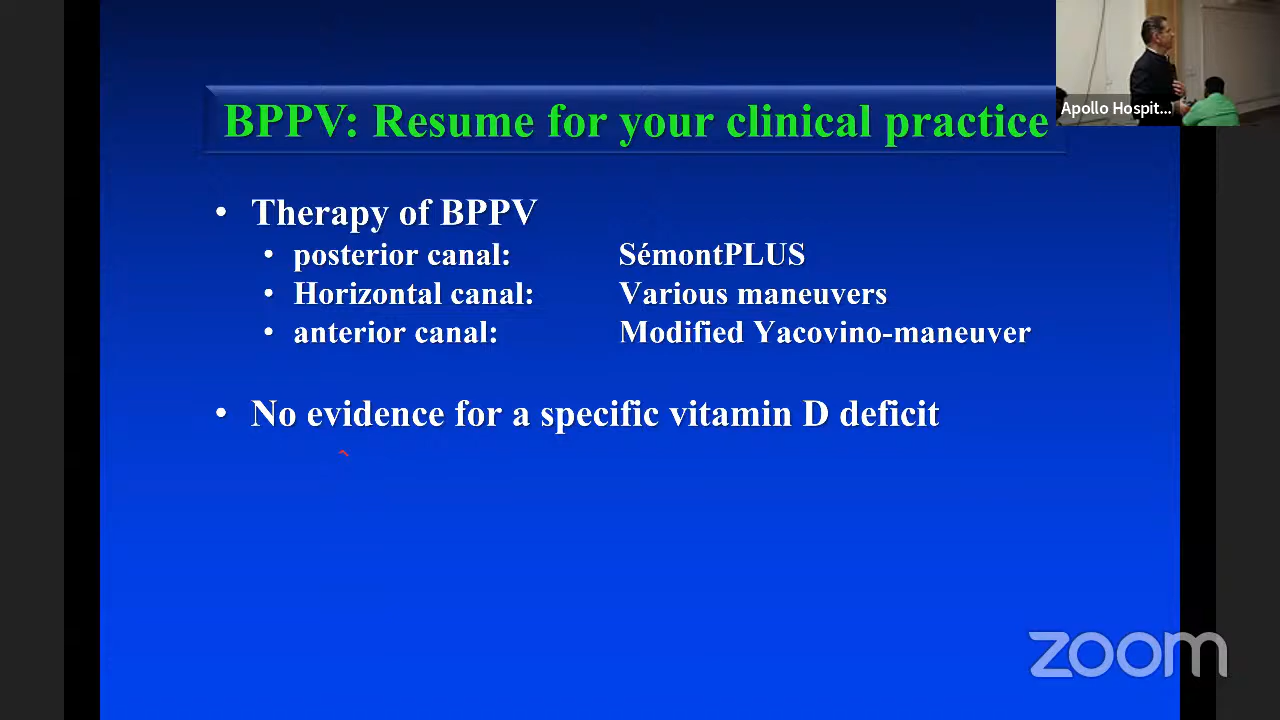 BPPV: Resume for your clinical practice
Apollo Hospit...
• Therapy of BPPV
• posterior canal: SémontPLUS
• Horizontal canal: Various maneuvers
• anterior canal: Modified Yacovino-maneuver
• No evidence for a specific vitamin D deficit
zoom